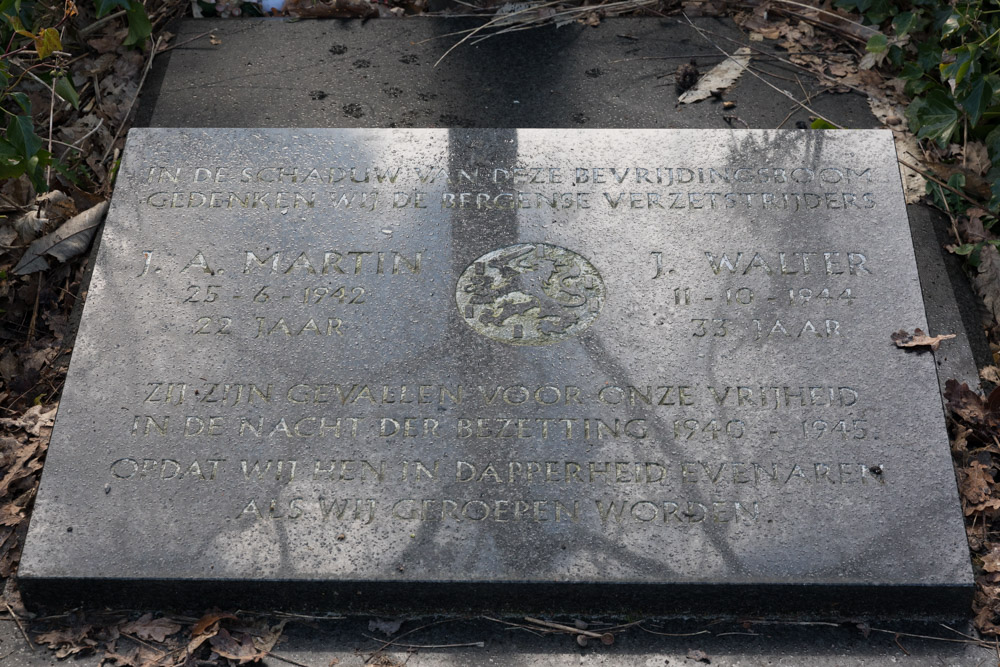 IN DE SCHADUW VAN DEZE BEVRIJDINGSBOOM
GEDENKEN WIJ DE BERGENSE VERZETSTRIJDERS
J. A. MARTIN
25 - 6 - 1942
22 JAAR
J. WALTER
11 - 10 - 1944
33 JAAR
ZIJ ZIJN GEVALLEN VOOR ONZE VRIJHEID
IN DE NACHT DER BEZETTING 1940 - 1945.
OPDAT WIJ HEN IN DAPPERHEID EVENAREN
ALS WIJ GEROEPEN WORDEN.